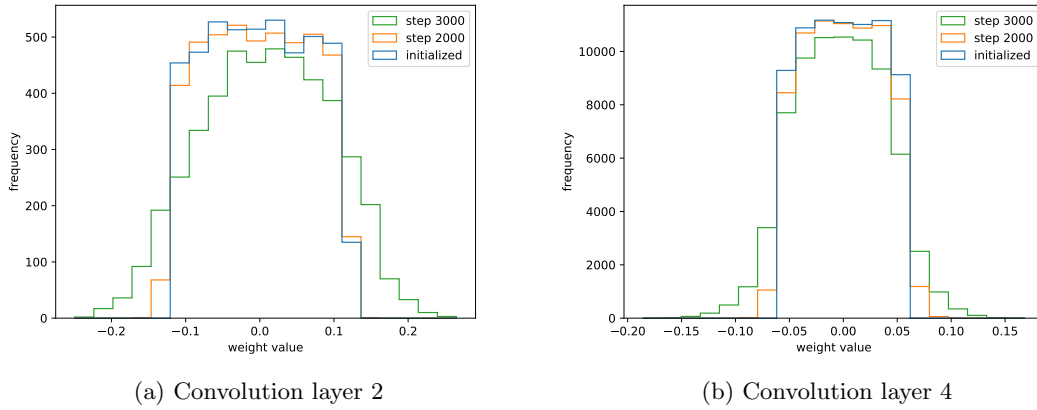 step 3000
step 2000
initialized
500
400
300
200
100
0
frequency
−0.2
−0.1
0.0
0.1
0.2
weight value
(a) Convolution layer 2
step 3000
step 2000
initialized
10000
8000
6000
4000
2000
0
frequency
−0.20
−0.15
−0.10
−0.05
0.00
0.05
0.10
0.15
weight value
(b) Convolution layer 4